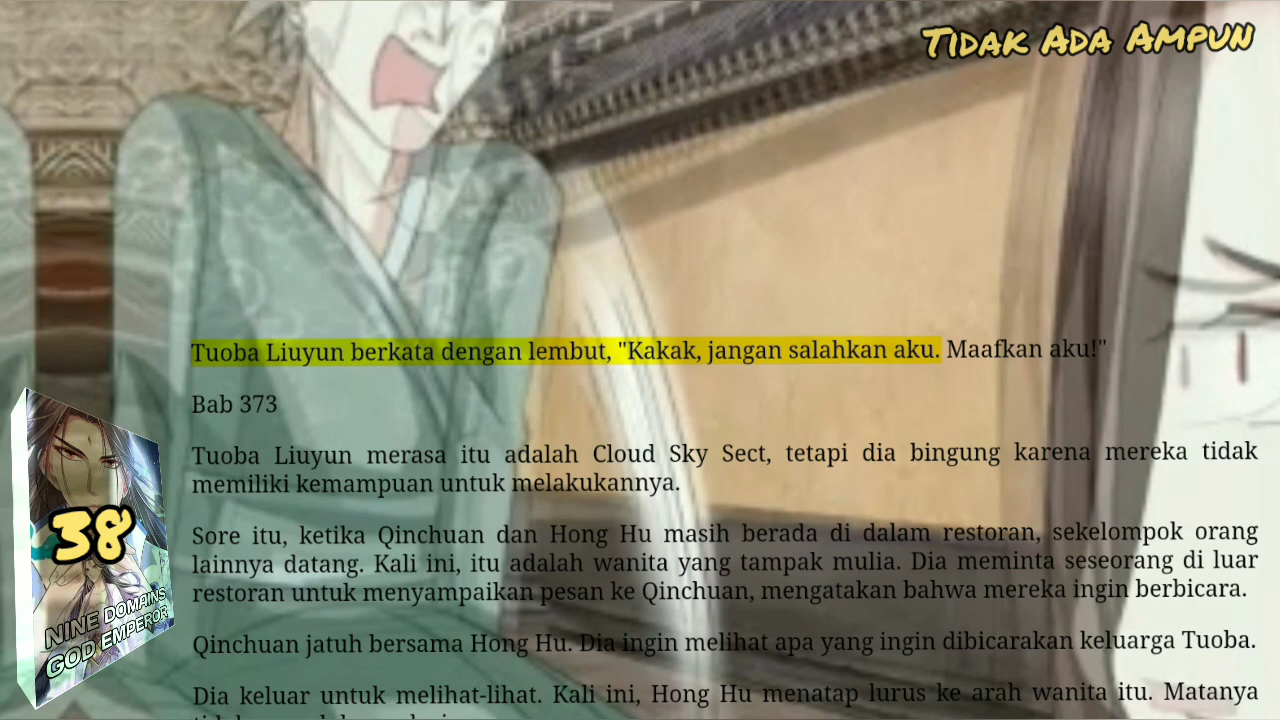 Tidak Ada Ampun
Tuoba Liuyun berkata dengan lembut, "Kakak, jangan salahkan aku. Maafkan aku!"
Bab 373
Tuoba Liuyun merasa itu adalah Cloud Sky Sect, tetapi dia bingung karena mereka tidak
memiliki kemampuan untuk melakukannya.
Sore itu, ketika Qinchuan dan Hong Hu masih berada di dalam restoran, sekelompok orang
lainnya datang. Kali ini, itu adalah wanita yang tampak mulia. Dia meminta seseorang di luar
restoran untuk menyampaikan pesan ke Qinchuan, mengatakan bahwa mereka ingin berbicara.
Qinchuan jatuh bersama Hong Hu. Dia ingin melihat apa yang ingin dibicarakan keluarga Tuoba.
Dia keluar untuk melihat-lihat. Kali ini, Hong Hu menatap lurus ke arah wanita itu. Matanya
38
NINE DOMAINS
GOD EMPEROR